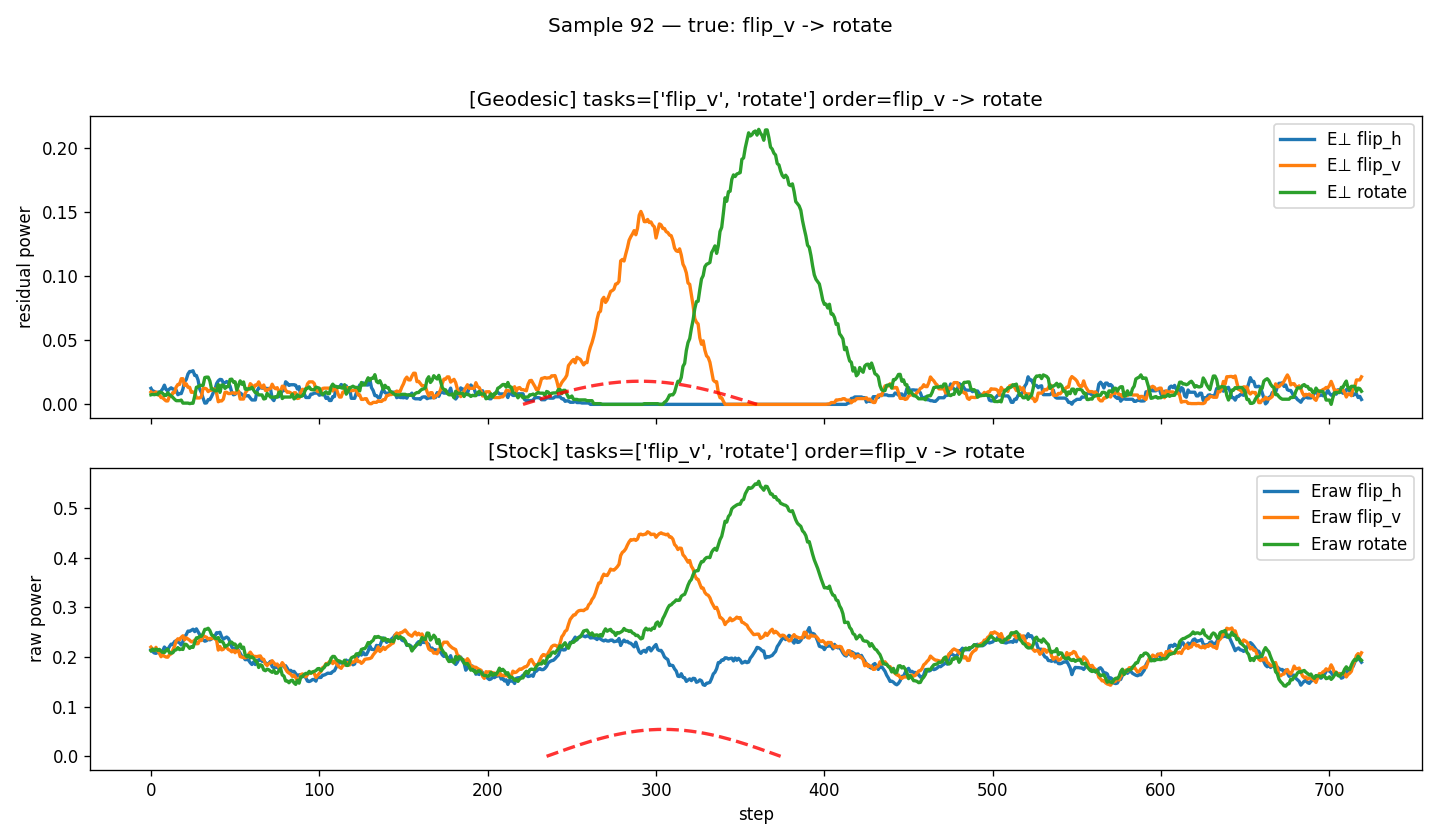 Sample 92 — true: flip_v -> rotate
[Geodesic] tasks=['flip_v', 'rotate'] order=flip_v -> rotate
residual power
0.20
0.15
0.10
0.05
0.00
E⊥ flip_h
E⊥ flip_v
E⊥ rotate
[Stock] tasks=['flip_v', 'rotate'] order=flip_v -> rotate
raw power
0.5
0.4
0.3
0.2
0.1
0.0
Eraw flip_h
Eraw flip_v
Eraw rotate
0 100 200 300 400 500 600 700
step